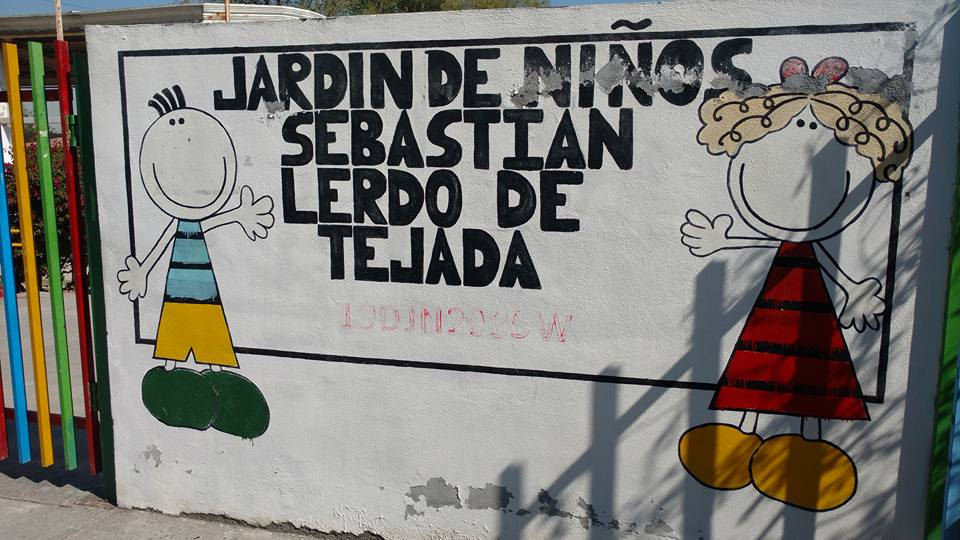 JARDIN DE NIÑOS
SEBASTIAN
LERDO DE
TEJADA